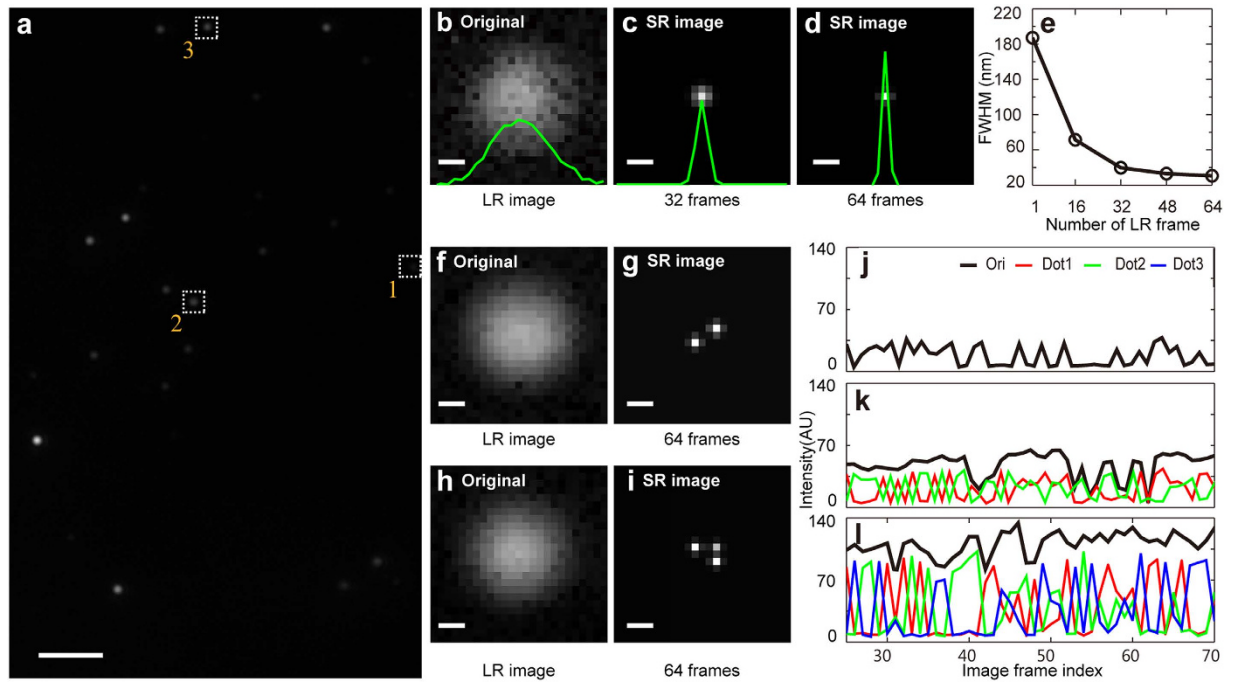 a
3
1
2
b Original
LR image
c SR image
32 frames
d SR image
64 frames
e
220
180
140
100
60
20
FWHM (nm)
1 16 32 48 64
Number of LR frame
f Original
LR image
g SR image
64 frames
h Original
LR image
i SR image
64 frames
j
Ori Dot1 Dot2 Dot3
140
70
0
k
140
70
0
Intensity(AU)
l
140
70
0
30 40 50 60 70
Image frame index